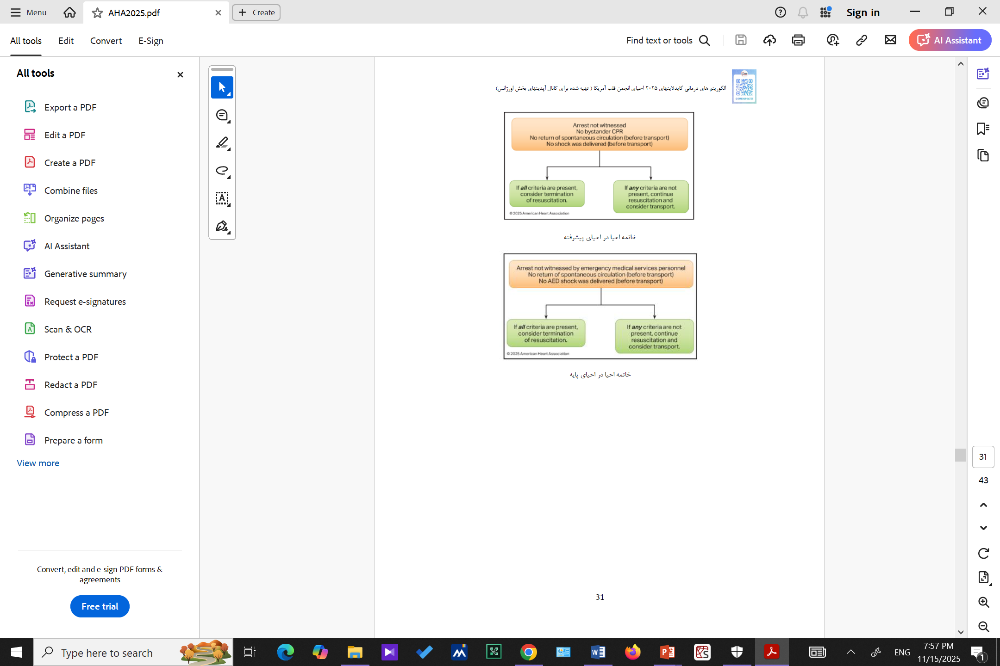 Menu
AHA2025.pdf
Create
Sign in
All tools
Edit
Convert
E-Sign
Find text or tools
AI Assistant
All tools
Export a PDF
Edit a PDF
Create a PDF
Combine files
Organize pages
AI Assistant
Generative summary
Request e-signatures
Scan & OCR
Protect a PDF
Redact a PDF
Compress a PDF
Prepare a form
View more
Convert, edit and e-sign PDF forms &
agreements
Free trial
الگوریتم های درمانی گایدلاینهای ۲۰۲۵ احیای انجمن قلب آمریکا ( تهیه شده برای کانال آپدیتهای بخش اورژانس)
@EMEDUPDATES
Arrest not witnessed
No bystander CPR
No return of spontaneous circulation (before transport)
No shock was delivered (before transport)
If all criteria are present,
consider termination
of resuscitation.
If any criteria are not
present, continue
resuscitation and
consider transport.
© 2025 American Heart Association
خاتمه احیا در احیای پیشرفته
Arrest not witnessed by emergency medical services personnel
No return of spontaneous circulation (before transport)
No AED shock was delivered (before transport)
If all criteria are present,
consider termination
of resuscitation.
If any criteria are not
present, continue
resuscitation and
consider transport.
© 2025 American Heart Association
خاتمه احیا در احیای پایه
31
31
43
Type here to search
ENG
7:57 PM
11/15/2025
1